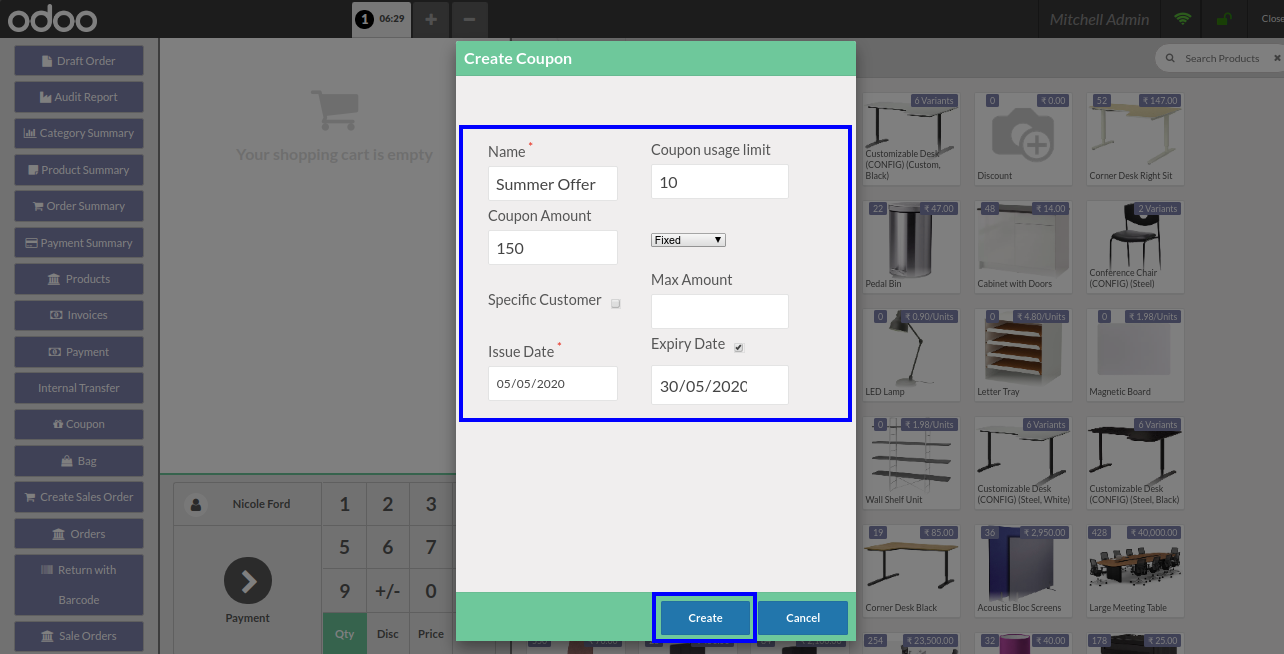 odoo
1 06:29
+
−
Mitchell Admin
Close
Draft Order
Audit Report
Category Summary
Product Summary
Order Summary
Payment Summary
Products
Invoices
Payment
Internal Transfer
Coupon
Bag
Create Sales Order
Orders
Return with
Barcode
Sale Orders
Your shopping cart is empty
Nicole Ford
Payment
1 2 3
5 6 7
9 +/- 0
Qty Disc Price
Create Coupon
Name *
Summer Offer
Coupon usage limit
10
Coupon Amount
150
Fixed
Specific Customer
Max Amount
Issue Date *
05/05/2020
Expiry Date
30/05/2020
Create
Cancel
Search Products
6 Variants
Customizable Desk
(CONFIG) (Custom,
Black)
0 ₹ 0.00
Discount
52 ₹ 147.00
Corner Desk Right Sit
22 ₹ 47.00
Pedal Bin
48 ₹ 14.00
Cabinet with Doors
2 Variants
Conference Chair
(CONFIG) (Steel)
0 ₹ 0.90/Units
LED Lamp
0 ₹ 4.80/Units
Letter Tray
0 ₹ 1.98/Units
Magnetic Board
0 ₹ 1.98/Units
Wall Shelf Unit
6 Variants
Customizable Desk
(CONFIG) (Steel, White)
6 Variants
Customizable Desk
(CONFIG) (Steel, Black)
19 ₹ 85.00
Corner Desk Black
36 ₹ 2,950.00
Acoustic Bloc Screens
428 ₹ 40,000.00
Large Meeting Table
254 ₹ 23,500.00
32 ₹ 40.00
178 ₹ 25.00